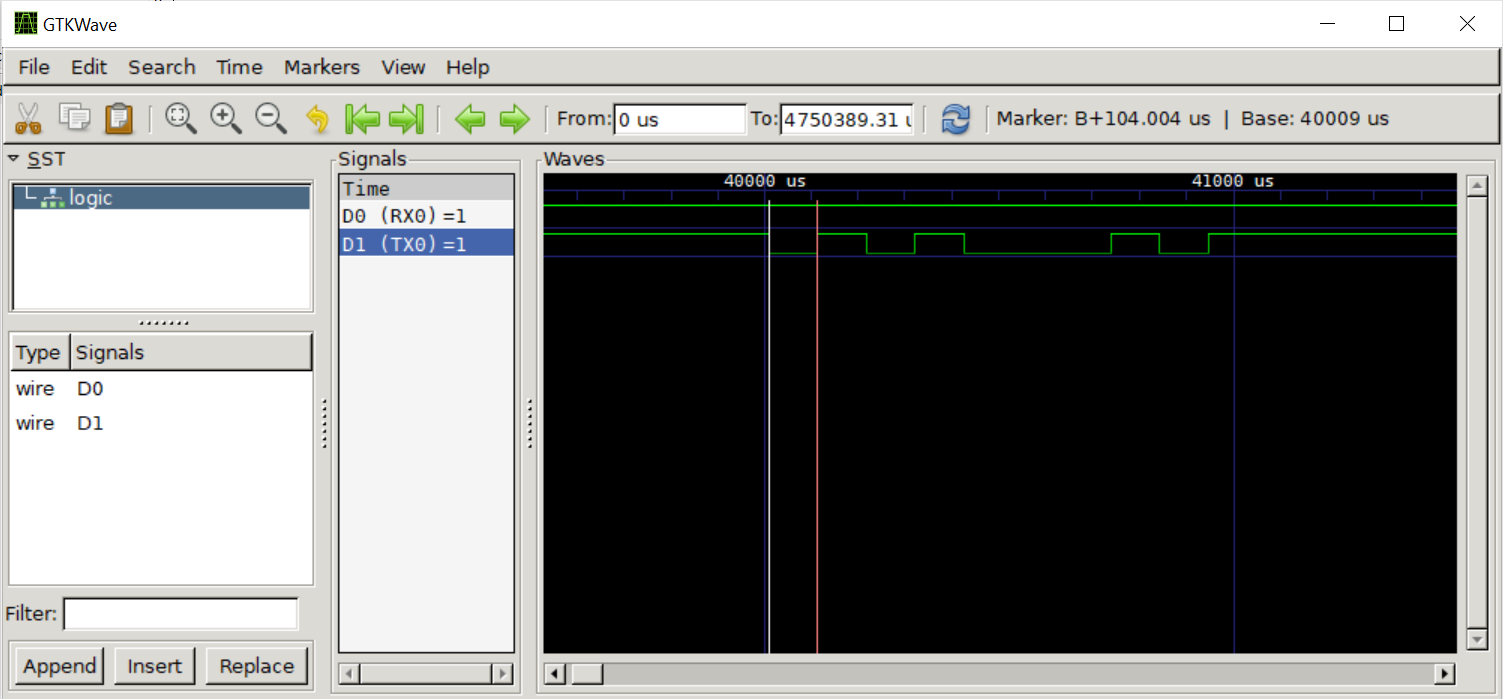 GTKWave
File Edit Search Time Markers View Help
From: 0 us To: 4750389.31 u Marker: B+104.004 us | Base: 40009 us
SST
logic
Type Signals
wire D0
wire D1
Filter:
Append Insert Replace
Signals
Time
D0 (RX0)=1
D1 (TX0)=1
Waves
40000 us 41000 us